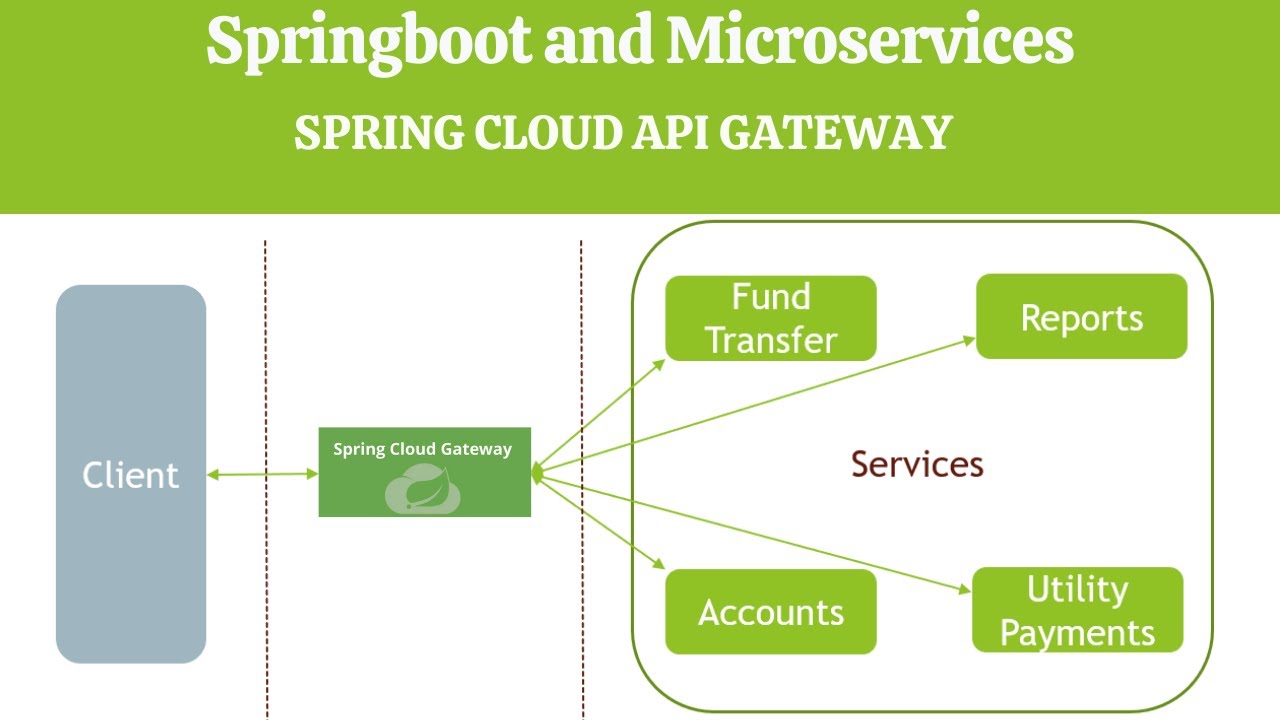 Springboot and Microservices
SPRING CLOUD API GATEWAY
Client
Spring Cloud Gateway
Fund
Transfer
Reports
Services
Accounts
Utility
Payments